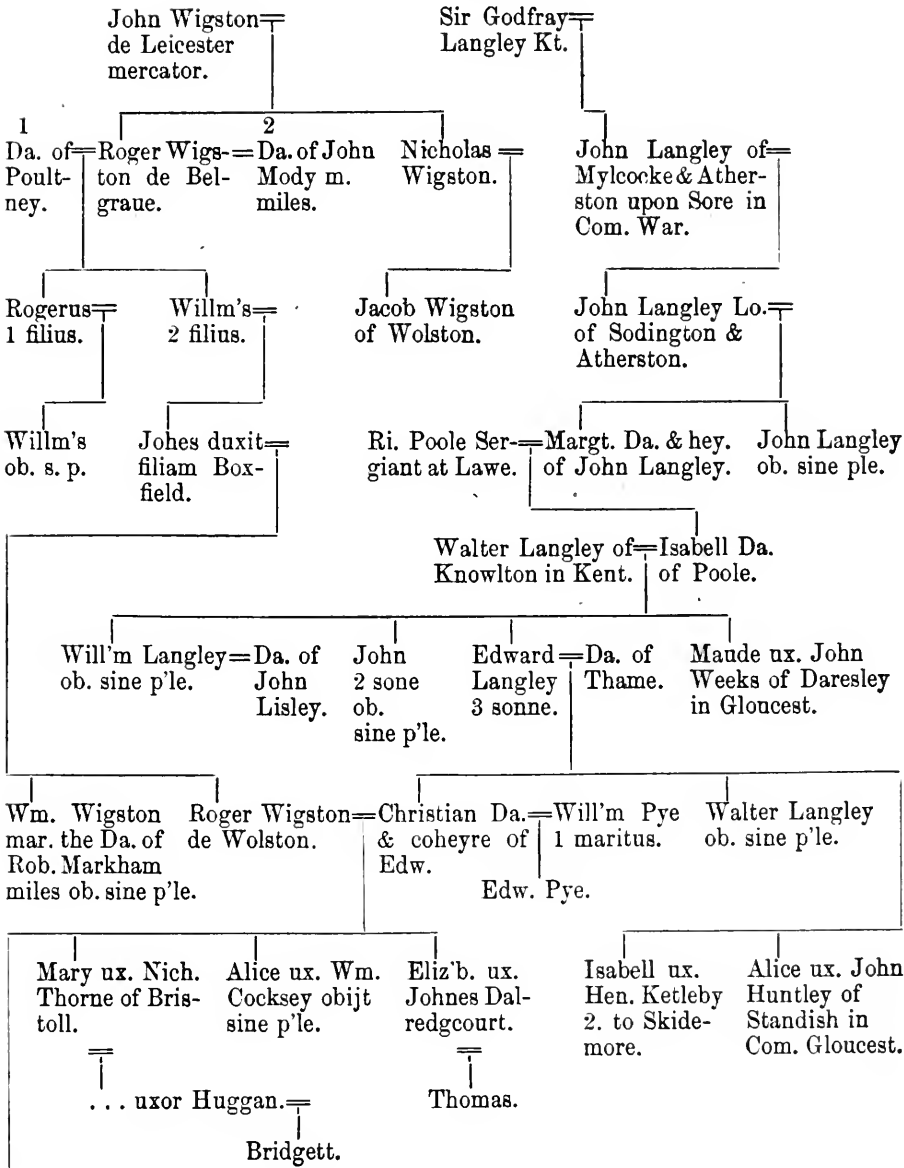 John Wigston
de Leicester
mercator.
Sir Godfray
Langley Kt.
1
Da. of
Poult-
ney.
Roger Wigs-
ton de Bel-
graue.
2
Da. of John
Mody m.
miles.
Nicholas
Wigston.
John Langley of
Mylcocke & Ather-
ston upon Sore in
Com. War.
Rogerus
1 filius.
Willm's
2 filius.
Jacob Wigston
of Wolston.
John Langley Lo.
of Sodington &
Atherston.
Willm's
ob. s. p.
Johes duxit
filiam Box-
field.
Ri. Poole Ser-
giant at Lawe.
Margt. Da. & hey.
of John Langley.
John Langley
ob. sine ple.
Walter Langley of
Knowlton in Kent.
Isabell Da.
of Poole.
Will'm Langley
ob. sine p'le.
Da. of
John
Lisley.
John
2 sone
ob.
sine p'le.
Edward
Langley
3 sonne.
Da. of
Thame.
Maude ux. John
Weeks of Daresley
in Gloucest.
Wm. Wigston
mar. the Da. of
Rob. Markham
miles ob. sine p'le.
Roger Wigston
de Wolston.
Christian Da.
& coheyre of
Edw.
Will'm Pye
1 maritus.
Walter Langley
ob. sine p'le.
Edw. Pye.
Mary ux. Nich.
Thorne of Bris-
toll.
Alice ux. Wm.
Cocksey obijt
sine p'le.
Eliz'b. ux.
Johnes Dal-
redgcourt.
Isabell ux.
Hen. Ketleby
2. to Skide-
more.
Alice ux. John
Huntley of
Standish in
Com. Gloucest.
... uxor Huggan.
Thomas.
Bridgett.